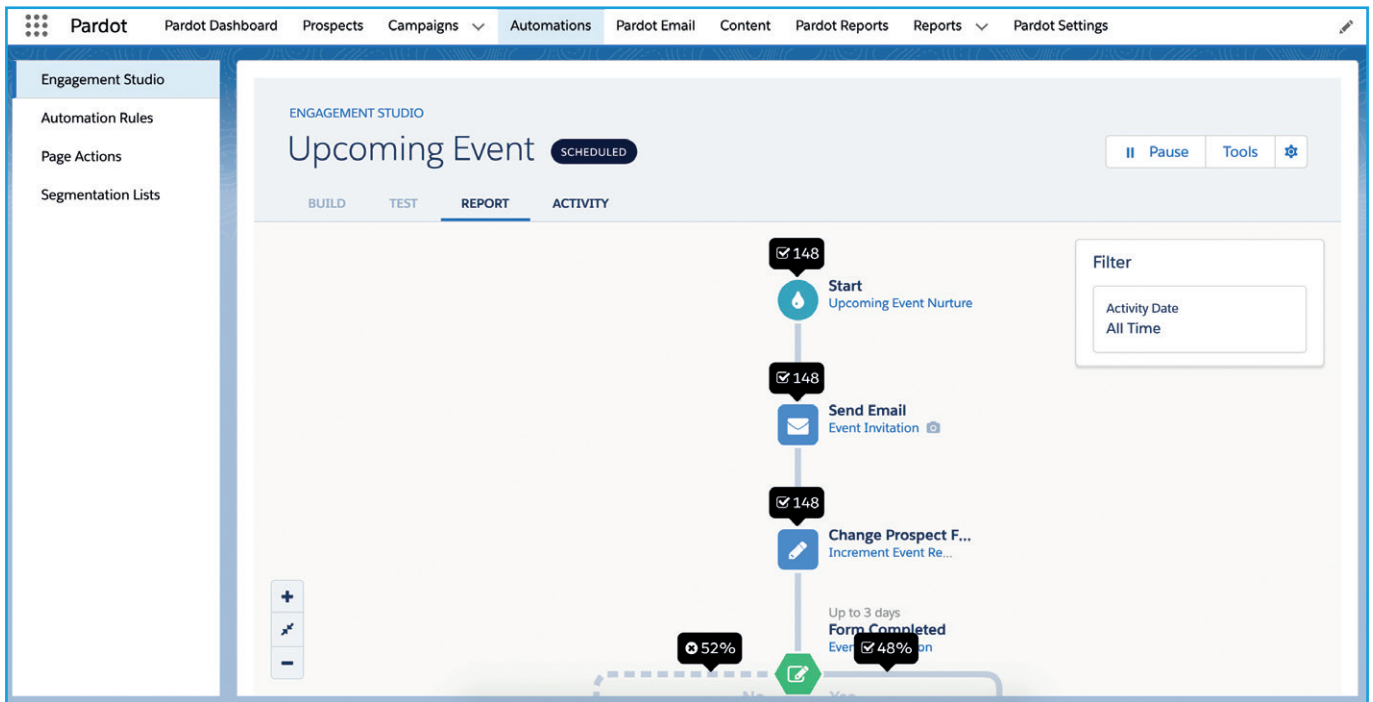 Pardot
Pardot Dashboard
Prospects
Campaigns
Automations
Pardot Email
Content
Pardot Reports
Reports
Pardot Settings
Engagement Studio
Automation Rules
Page Actions
Segmentation Lists
ENGAGEMENT STUDIO
Upcoming Event SCHEDULED
Pause
Tools
BUILD
TEST
REPORT
ACTIVITY
148
Start
Upcoming Event Nurture
Filter
Activity Date
All Time
148
Send Email
Event Invitation
148
Change Prospect F...
Increment Event Re...
Up to 3 days
Form Completed
52%
48%
No
Yes